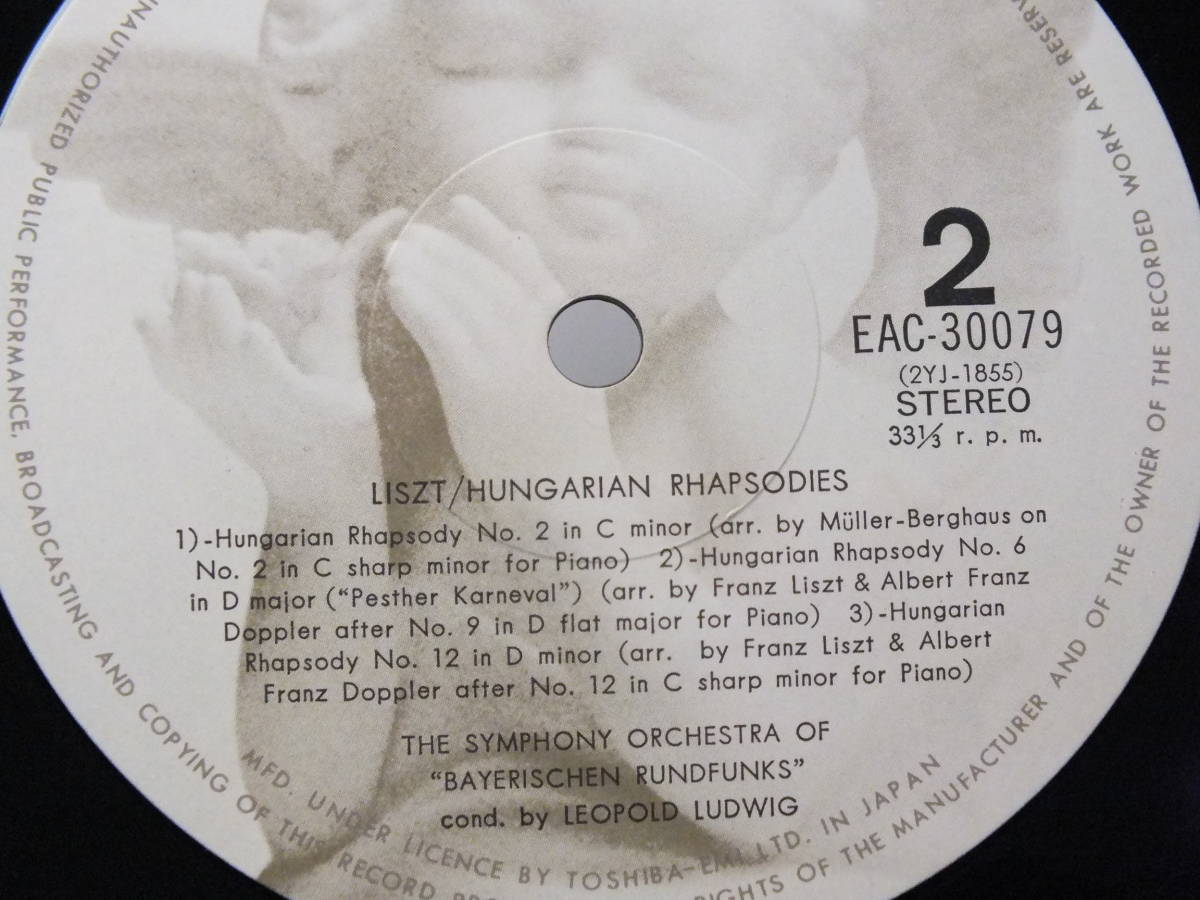 2
EAC-30079
(2YJ-1855)
STEREO
33⅓ r. p. m.
LISZT/HUNGARIAN RHAPSODIES
1)-Hungarian Rhapsody No. 2 in C minor (arr. by Müller-Berghaus on
No. 2 in C sharp minor for Piano) 2)-Hungarian Rhapsody No. 6
in D major (“Pesther Karneval”) (arr. by Franz Liszt & Albert Franz
Doppler after No. 9 in D flat major for Piano) 3)-Hungarian
Rhapsody No. 12 in D minor (arr. by Franz Liszt & Albert
Franz Doppler after No. 12 in C sharp minor for Piano)
THE SYMPHONY ORCHESTRA OF
“BAYERISCHEN RUNDFUNKS”
cond. by LEOPOLD LUDWIG
MFD. UNDER LICENCE BY TOSHIBA-EMI LTD. IN JAPAN
RIGHTS OF THE MANUFACTURER AND OF THE OWNER OF THE RECORDED WORK ARE
PUBLIC PERFORMANCE, BROADCASTING AND COPYING OF THIS RECORD